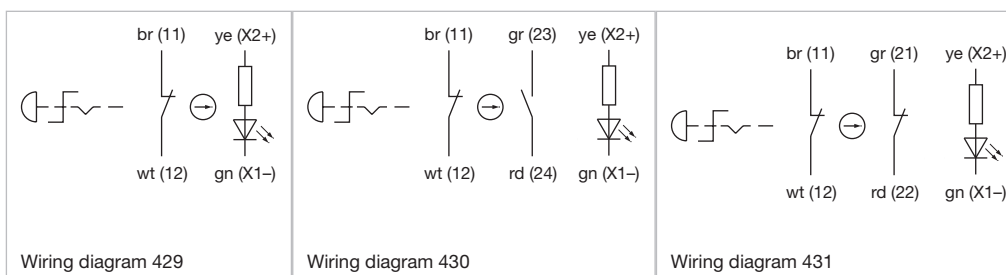 br (11) ye (X2+)
wt (12) gn (X1–)
Wiring diagram 429
br (11) gr (23) ye (X2+)
wt (12) rd (24) gn (X1–)
Wiring diagram 430
br (11) gr (21) ye (X2+)
wt (12) rd (22) gn (X1–)
Wiring diagram 431